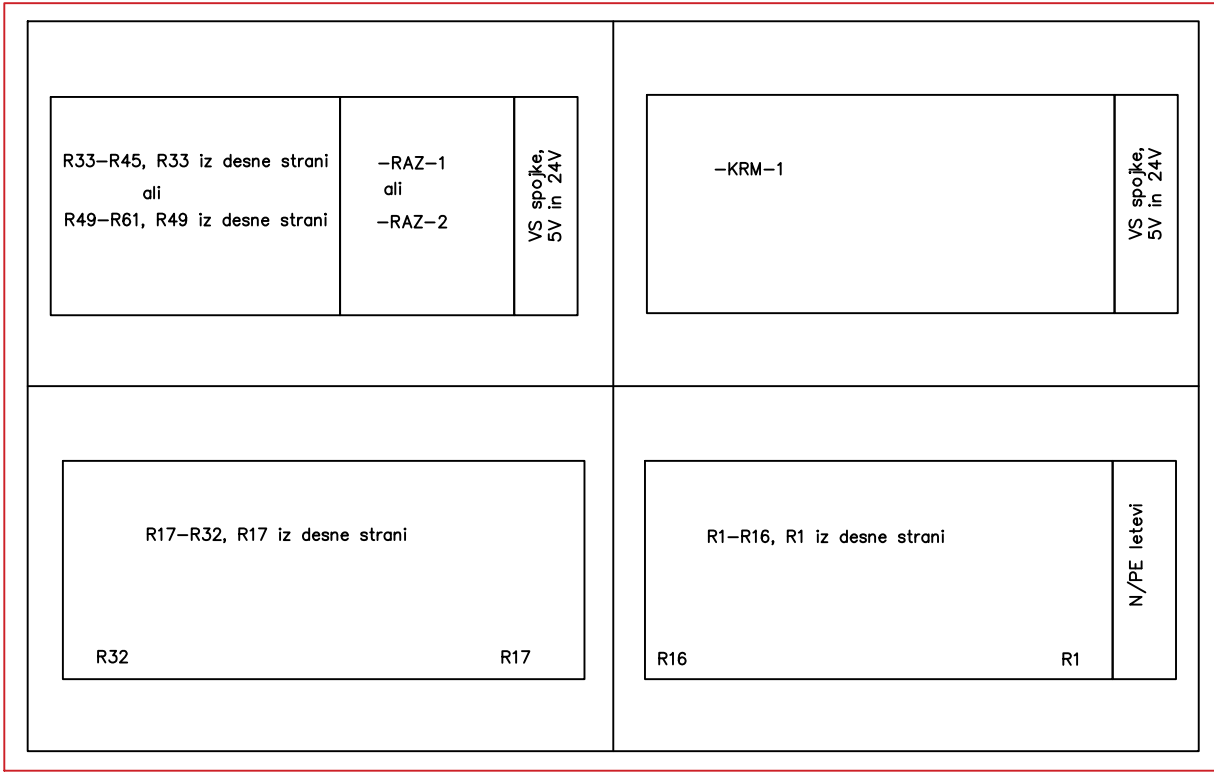 R33-R45, R33 iz desne strani
ali
R49-R61, R49 iz desne strani
-RAZ-1
ali
-RAZ-2
VS spojke,
5V in 24V
-KRM-1
VS spojke,
5V in 24V
R17-R32, R17 iz desne strani
R32
R17
R1-R16, R1 iz desne strani
R16
R1
N/PE letevi